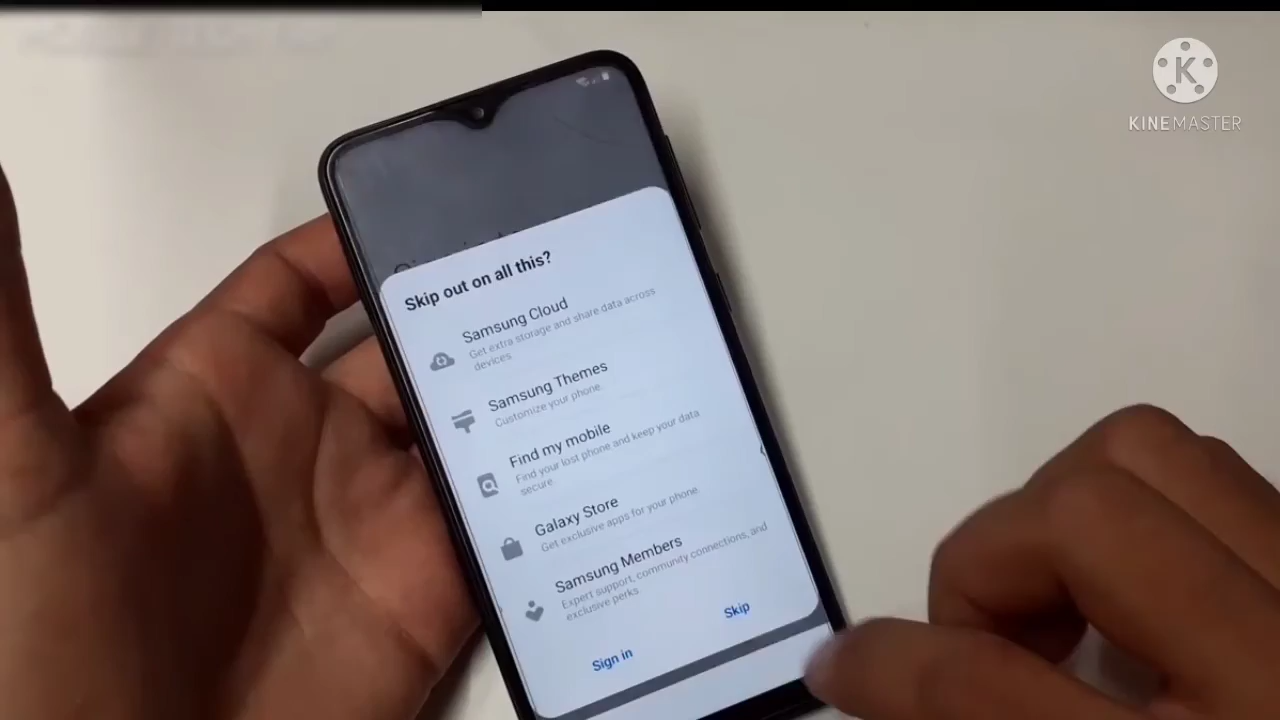 KINEMASTER
Skip out on all this?
Samsung Cloud
Get extra storage and share data across
devices.
Samsung Themes
Customize your phone.
Find my mobile
Find your lost phone and keep your data
secure.
Galaxy Store
Get exclusive apps for your phone.
Samsung Members
Expert support, community connections, and
exclusive perks.
Sign in
Skip